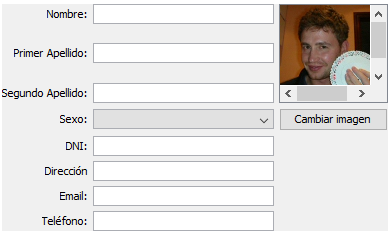 Nombre:
Primer Apellido:
Segundo Apellido:
Sexo:
Cambiar imagen
DNI:
Dirección
Email:
Teléfono: